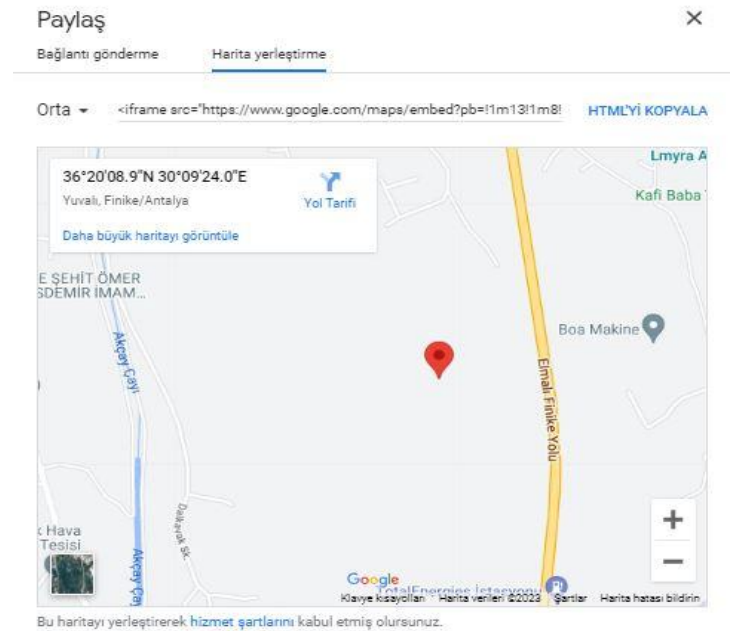 Paylaş
Bağlantı gönderme
Harita yerleştirme
Orta
<iframe src="https://www.google.com/maps/embed?pb=!1m13!1m8!
HTML'Yİ KOPYALA
36°20'08.9"N 30°09'24.0"E
Yuvalı, Finike/Antalya
Yol Tarifi
Daha büyük haritayı görüntüle
Lmyra A
Kafi Baba
E ŞEHİT ÖMER
SDEMİR İMAM...
Akçay Çayı
Boa Makine
Elmalı Finike Yolu
Dalkavak Sk.
k Hava
Tesisi
Akçay Çayı
Google
TotalEnergies İstasyonu
Klavye kısayolları
Harita verileri ©2023
Şartlar
Harita hatası bildirin
Bu haritayı yerleştirerek hizmet şartlarını kabul etmiş olursunuz.